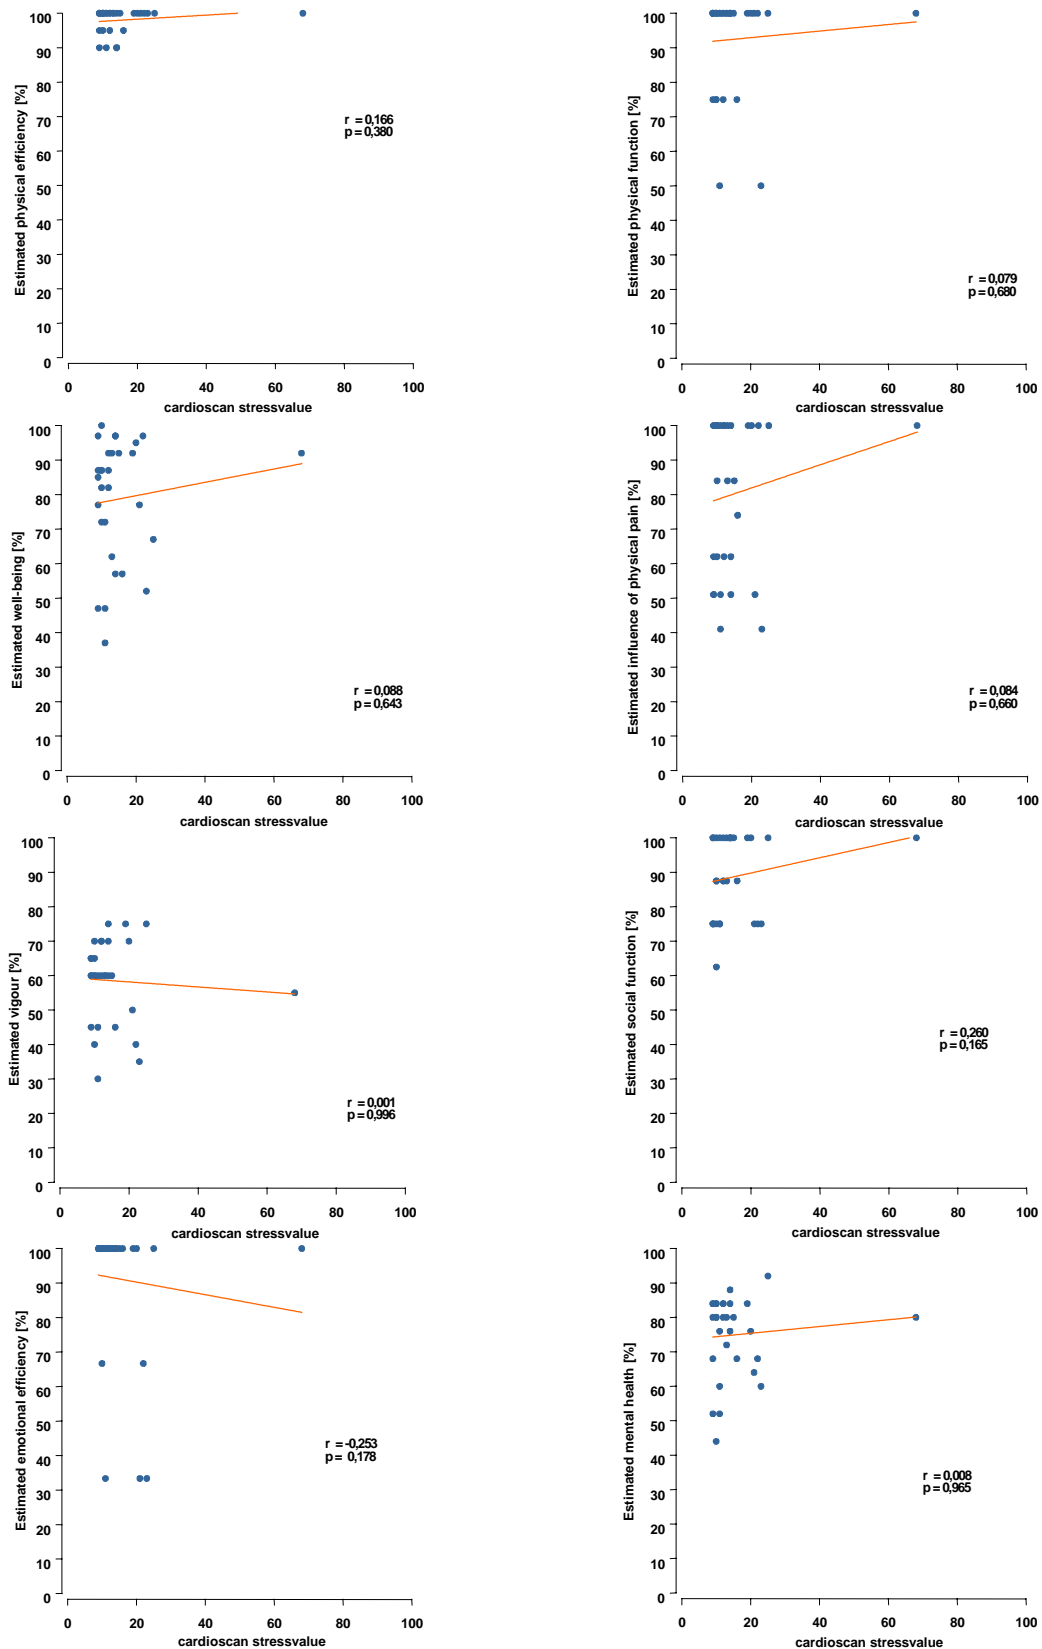 100
90
80
70
60
50
40
30
20
10
0
Estimated physical efficiency [%]
r = 0,166
p = 0,380
0 20 40 60 80 100
cardioscan stressvalue
100
90
80
70
60
50
40
30
20
10
0
Estimated physical function [%]
r = 0,079
p = 0,680
0 20 40 60 80 100
100
90
80
70
60
50
40
30
20
10
0
Estimated well-being [%]
r = 0,088
p = 0,643
0 20 40 60 80 100
cardioscan stressvalue
100
90
80
70
60
50
40
30
20
10
0
Estimated influence of physical pain [%]
r = 0,084
p = 0,660
0 20 40 60 80 100
cardioscan stressvalue
100
90
80
70
60
50
40
30
20
10
0
Estimated vigour [%]
r = 0,001
p = 0,996
0 20 40 60 80 100
cardioscan stressvalue
100
90
80
70
60
50
40
30
20
10
0
Estimated social function [%]
r = 0,260
p = 0,165
0 20 40 60 80 100
100
90
80
70
60
50
40
30
20
10
0
Estimated emotional efficiency [%]
r = -0,253
p = 0,178
0 20 40 60 80 100
cardioscan stressvalue
100
90
80
70
60
50
40
30
20
10
0
Estimated mental health [%]
r = 0,008
p = 0,965
0 20 40 60 80 100
cardioscan stressvalue